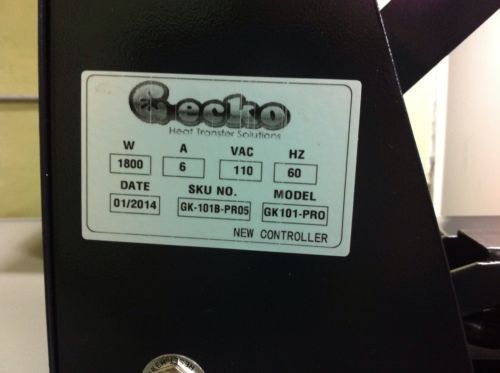 Gecko
Heat Transfer Solutions
W A VAC HZ
1800 6 110 60
DATE SKU NO. MODEL
01/2014 GK-101B-PR05 GK101-PRO
NEW CONTROLLER